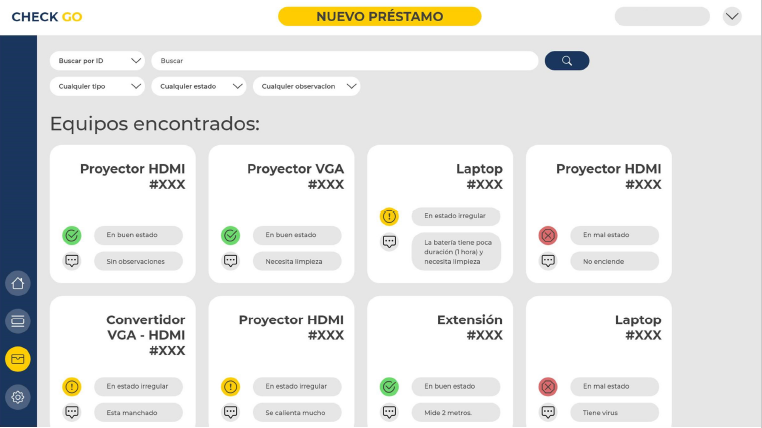 CHECK GO
NUEVO PRÉSTAMO
Buscar por ID
Buscar
Cualquier tipo
Cualquier estado
Cualquier observacion
Equipos encontrados:
Proyector HDMI
#XXX
En buen estado
Sin observaciones
Proyector VGA
#XXX
En buen estado
Necesita limpieza
Laptop
#XXX
En estado irregular
La batería tiene poca
duración (1 hora) y
necesita limpieza
Proyector HDMI
#XXX
En mal estado
No enciende
Convertidor
VGA - HDMI
#XXX
En estado irregular
Esta manchado
Proyector HDMI
#XXX
En estado irregular
Se calienta mucho
Extensión
#XXX
En buen estado
Mide 2 metros.
Laptop
#XXX
En mal estado
Tiene virus